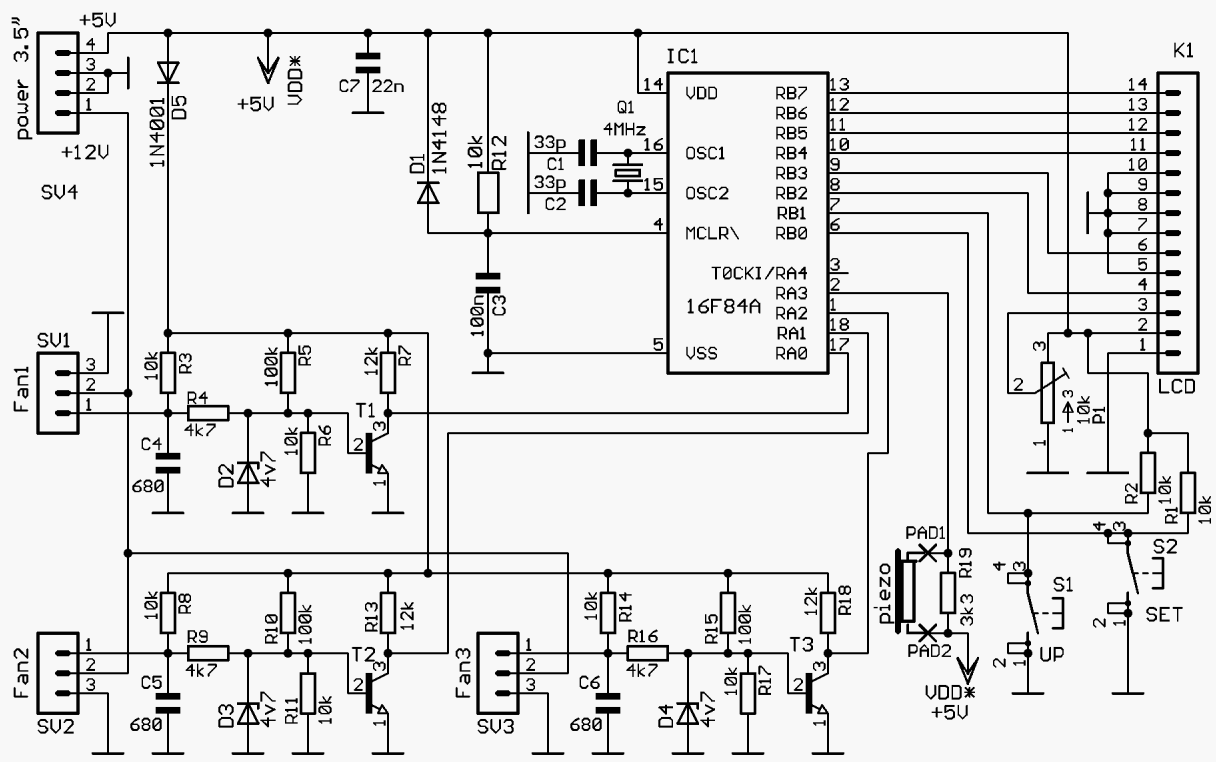 power 3.5"
+5V
4
3
2
1
+12V
SV4
1N4001
D5
+5V
VDD*
C7
22n
D1
1N4148
10k
R12
100n
C3
33p
C1
33p
C2
Q1
4MHz
IC1
14
VDD
16
OSC1
15
OSC2
4
MCLR\
5
VSS
16F84A
RB7
13
RB6
12
RB5
11
RB4
10
RB3
9
RB2
8
RB1
7
RB0
6
T0CKI/RA4
3
RA3
2
RA2
1
RA1
18
RA0
17
K1
14
13
12
11
10
9
8
7
6
5
4
3
2
1
LCD
3
2
1
1
3
10k
P1
R2
10k
R1
10k
SV1
Fan1
3
2
1
10k
R3
R4
4k7
C4
680
D2
4v7
100k
R5
10k
R6
12k
R7
T1
3
2
1
SV2
Fan2
1
2
3
10k
R8
R9
4k7
C5
680
D3
4v7
R10
100k
R11
10k
R13
12k
T2
3
2
1
SV3
Fan3
1
2
3
10k
R14
R16
4k7
C6
680
D4
4v7
R15
100k
10k
R17
12k
R18
T3
3
2
1
piezo
PAD1
PAD2
R19
3k3
VDD*
+5V
4
3
S1
2
1
UP
4
3
S2
2
1
SET